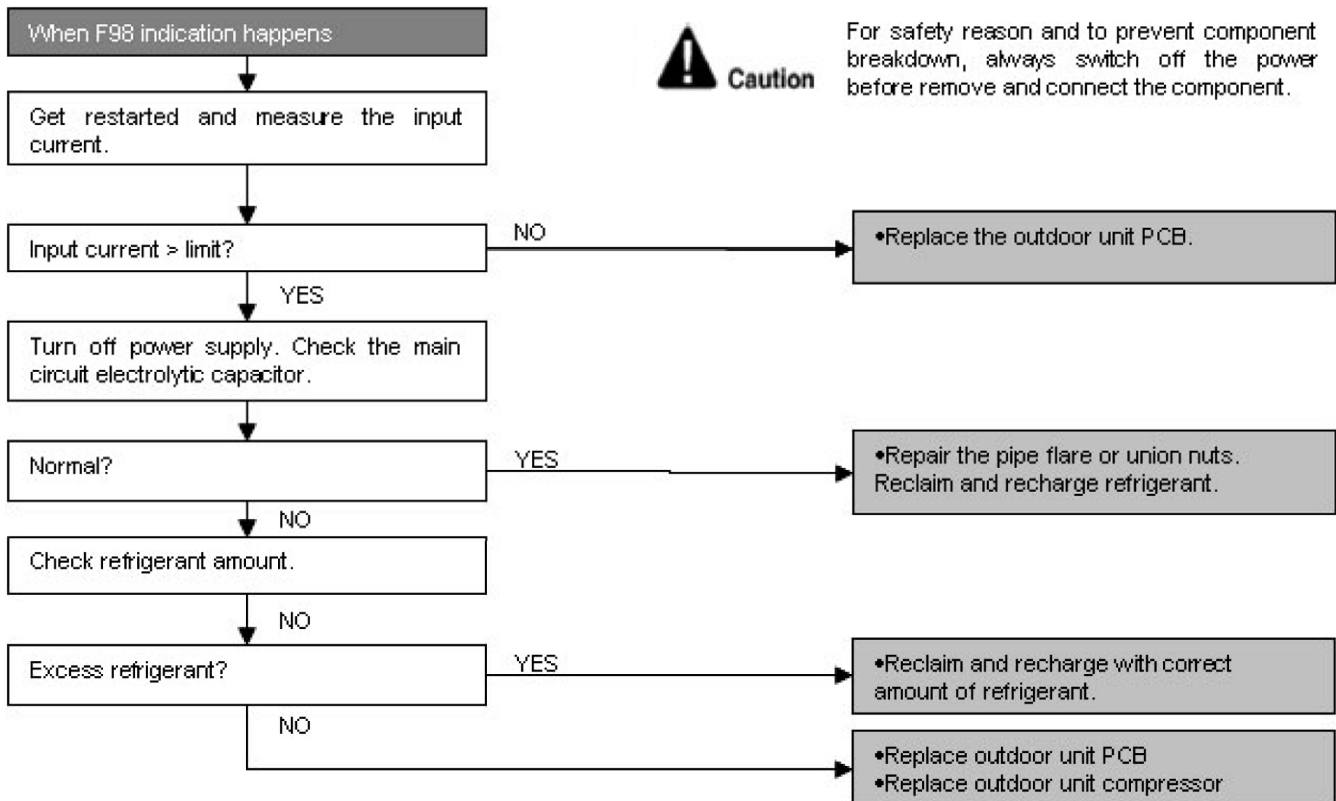 When F98 indication happens
Caution
For safety reason and to prevent component
breakdown, always switch off the power
before remove and connect the component.
Get restarted and measure the input
current.
Input current > limit?
NO
•Replace the outdoor unit PCB.
YES
Turn off power supply. Check the main
circuit electrolytic capacitor.
Normal?
YES
•Repair the pipe flare or union nuts.
Reclaim and recharge refrigerant.
NO
Check refrigerant amount.
NO
Excess refrigerant?
YES
•Reclaim and recharge with correct
amount of refrigerant.
NO
•Replace outdoor unit PCB
•Replace outdoor unit compressor